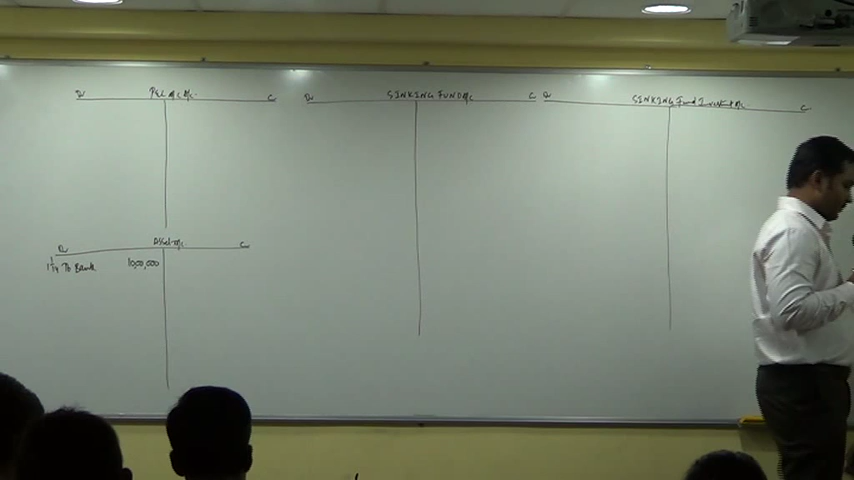 Dr P&L A/c Cr
Dr SINKING FUND A/c Cr
Dr SINKING Fund Investment A/c Cr
Dr Asset A/c Cr
1/4 To Bank 10,00,000